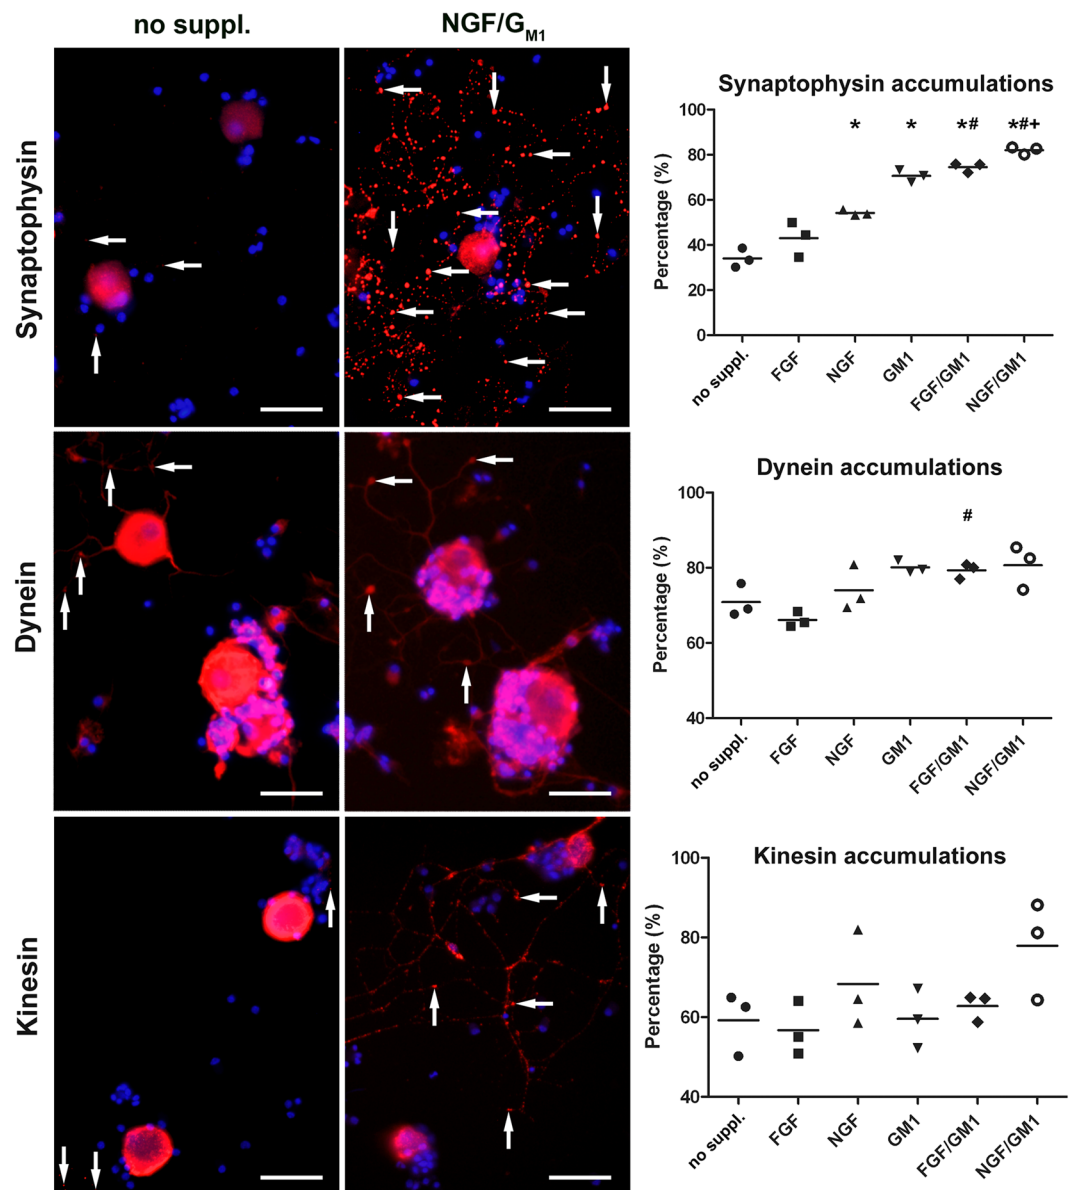 no suppl.
NGF/GM1
Synaptophysin
Synaptophysin accumulations
Percentage (%)
100
80
60
40
20
0
* * *# *#+
no suppl. FGF NGF GM1 FGF/GM1 NGF/GM1
Dynein
Dynein accumulations
Percentage (%)
100
80
60
40
#
no suppl. FGF NGF GM1 FGF/GM1 NGF/GM1
Kinesin
Kinesin accumulations
Percentage (%)
100
80
60
40
no suppl. FGF NGF GM1 FGF/GM1 NGF/GM1